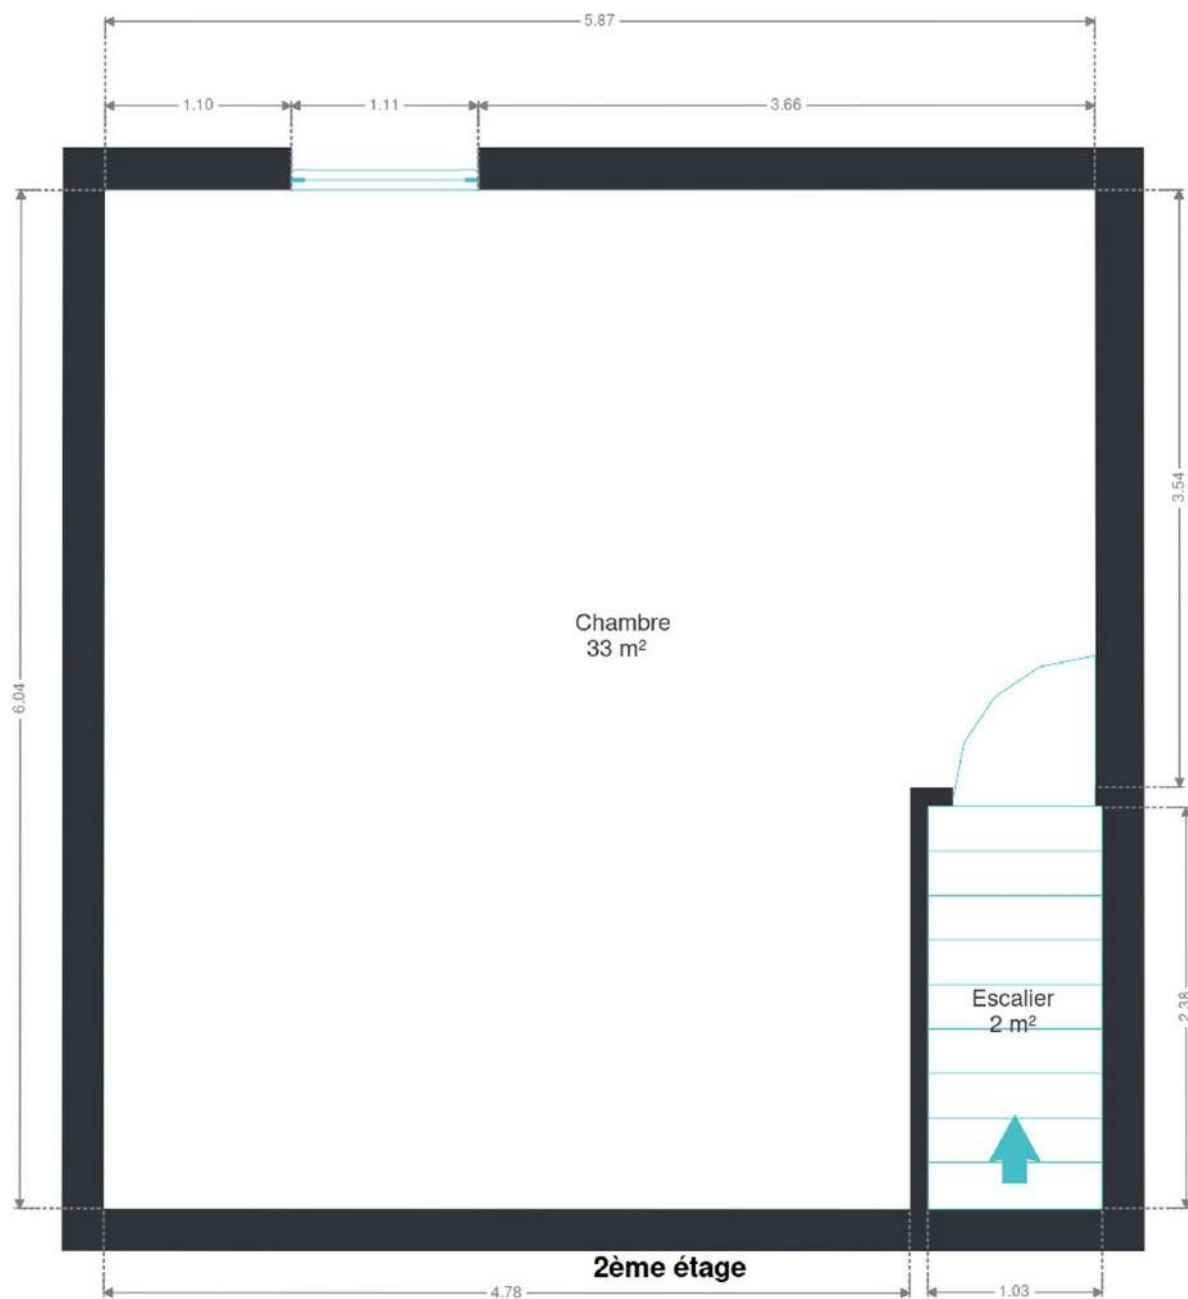 5.87
1.10
1.11
3.66
3.54
Chambre
33 m²
6.04
Escalier
2 m²
2.38
2ème étage
4.78
1.03